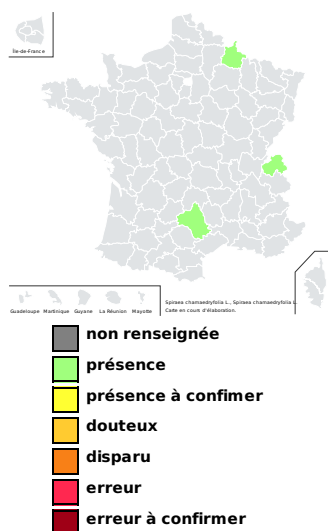 Île-de-France
Guadeloupe Martinique Guyane La Réunion Mayotte
Spiraea chamaedryfolia L., Spiraea chamaedryfolia L.
Carte en cours d'élaboration.
non renseignée
présence
présence à confimer
douteux
disparu
erreur
erreur à confirmer